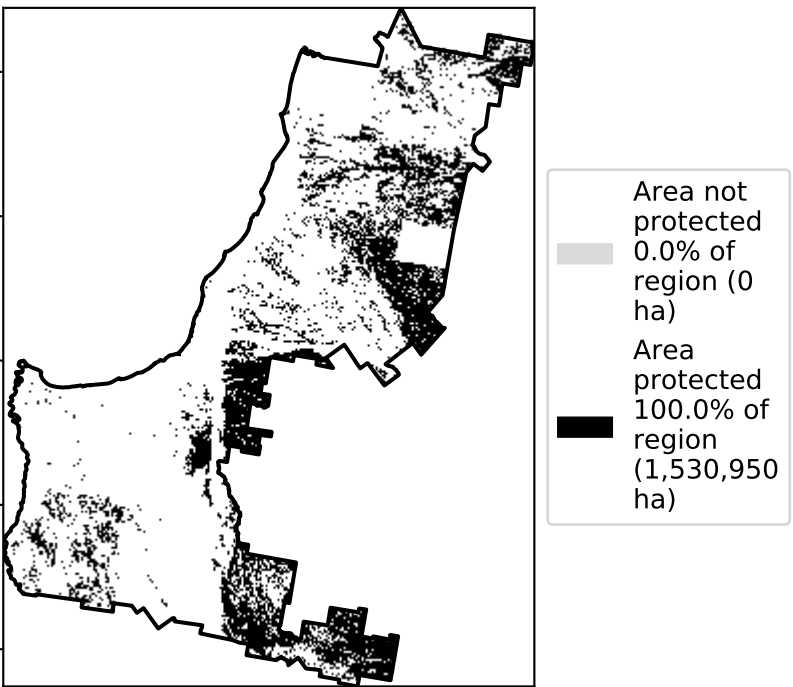 Area not
protected
0.0% of
region (0
ha)
Area
protected
100.0% of
region
(1,530,950
ha)